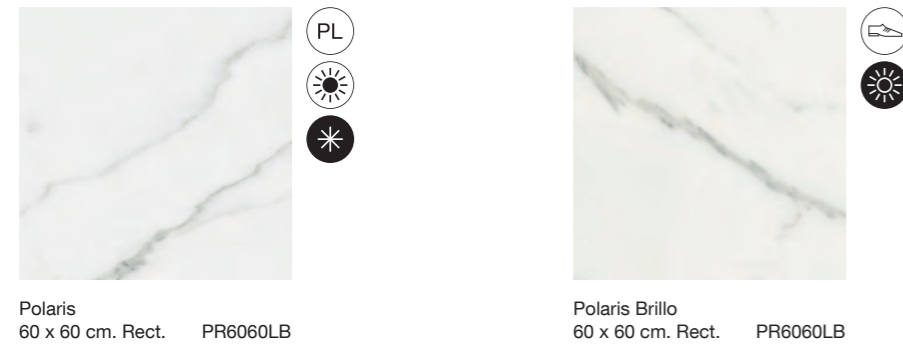 PL
Polaris
60 x 60 cm. Rect. PR6060LB
Polaris Brillo
60 x 60 cm. Rect. PR6060LB